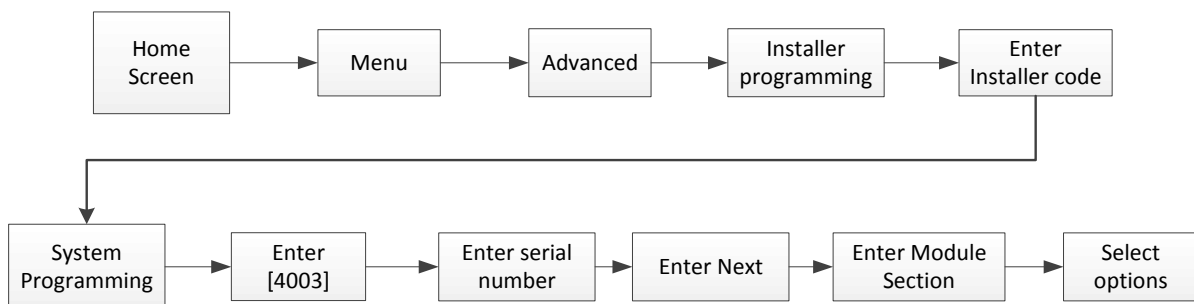 Home
Screen
Menu
Advanced
Installer
programming
Enter
Installer code
System
Programming
Enter
[4003]
Enter serial
number
Enter Next
Enter Module
Section
Select
options